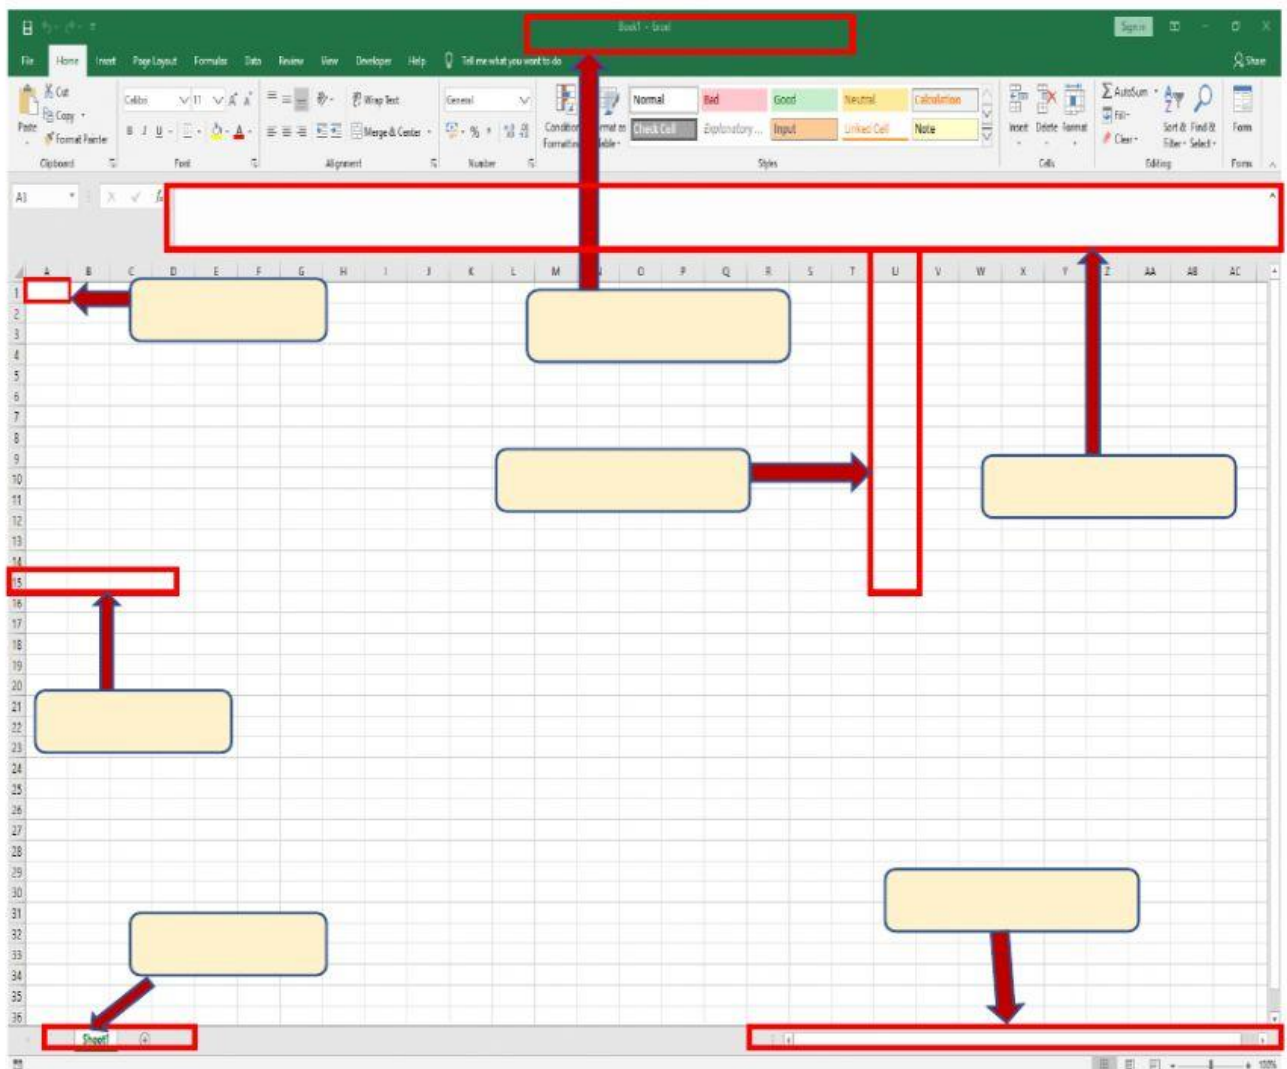 Book1 - Excel
Sign in
File Home Insert Page Layout Formulas Data Review View Developer Help Tell me what you want to do
Share
Cut
Copy
Paste
Format Painter
Clipboard
Calibri 11 A A
B I U A
Font
Wrap Text
Merge & Center
Alignment
General
% ,
Number
Condition
Formatting
Normal Bad Good Neutral Calculation
Check Cell Explanatory ... Input Linked Cell Note
Styles
Insert Delete Format
Cells
AutoSum
Fill
Clear
Sort & Filter
Find & Select
Editing
Form
Form
A1
A B C D E F G H I J K L M N O P Q R S T U V W X Y Z AA AB AC
1
2
3
4
5
6
7
8
9
10
11
12
13
14
15
16
17
18
19
20
21
22
23
24
25
26
27
28
29
30
31
32
33
34
35
36
Sheet1
100%